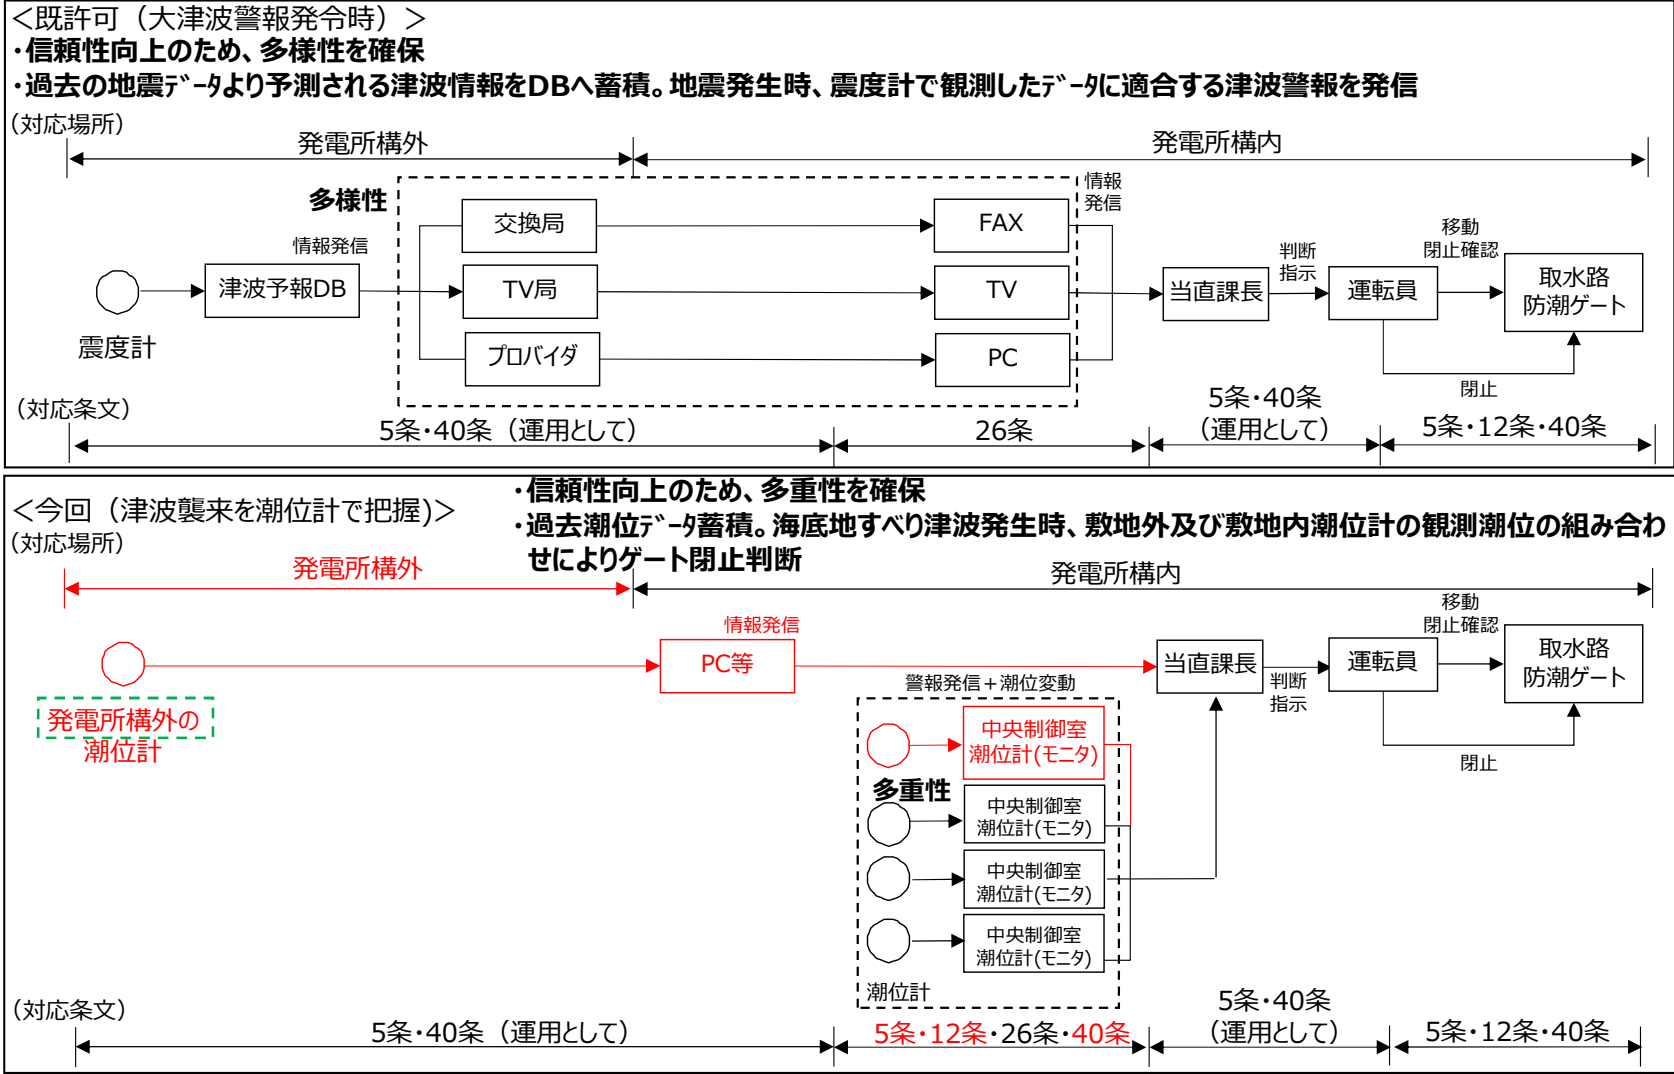 ＜既許可（大津波警報発令時）＞
・信頼性向上のため、多様性を確保
・過去の地震ﾃﾞｰﾀより予測される津波情報をDBへ蓄積。地震発生時、震度計で観測したﾃﾞｰﾀに適合する津波警報を発信
（対応場所）
発電所構外
発電所構内
多様性
情報発信
震度計
津波予報DB
交換局
TV局
プロバイダ
FAX
TV
PC
情報
発信
当直課長
判断
指示
運転員
移動
閉止確認
取水路
防潮ゲート
閉止
（対応条文）
5条・40条（運用として）
26条
5条・40条
（運用として）
5条・12条・40条
＜今回（津波襲来を潮位計で把握)＞
・信頼性向上のため、多重性を確保
・過去潮位ﾃﾞｰﾀ蓄積。海底地すべり津波発生時、敷地外及び敷地内潮位計の観測潮位の組み合わ
せによりゲート閉止判断
（対応場所）
発電所構外
発電所構内
発電所構外の
潮位計
情報発信
PC等
警報発信＋潮位変動
中央制御室
潮位計(モニタ)
多重性
中央制御室
潮位計(モニタ)
中央制御室
潮位計(モニタ)
中央制御室
潮位計(モニタ)
潮位計
当直課長
判断
指示
運転員
移動
閉止確認
取水路
防潮ゲート
閉止
（対応条文）
5条・40条（運用として）
5条・12条・26条・40条
5条・40条
（運用として）
5条・12条・40条